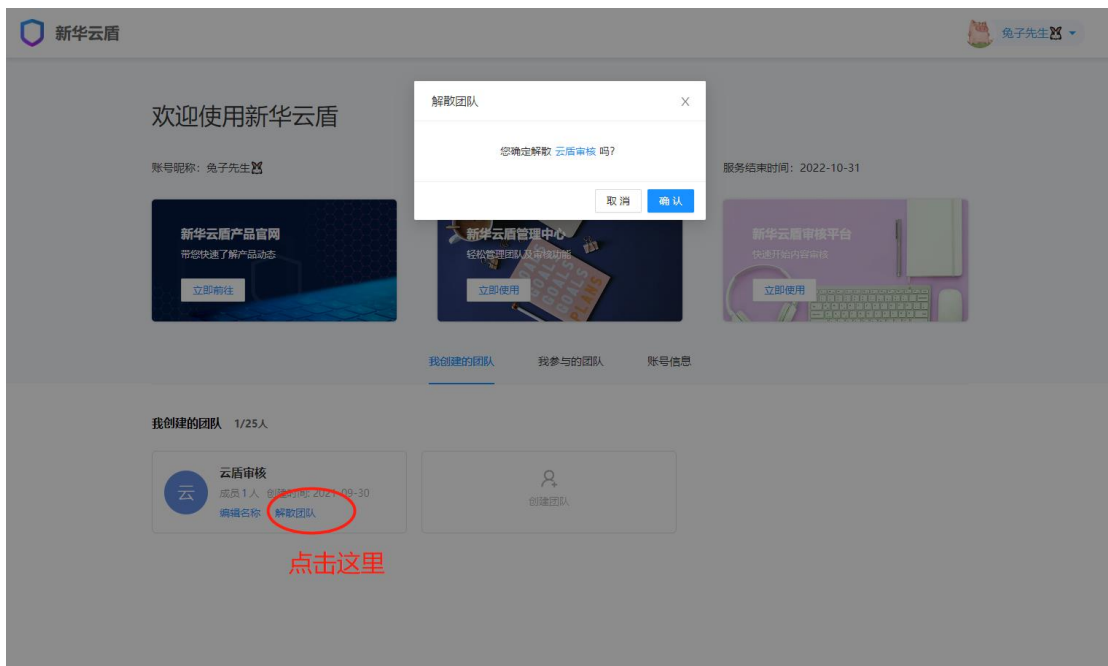 新华云盾
兔子先生
解散团队
您确定解散 云盾审核 吗?
取 消
确 认
欢迎使用新华云盾
账号昵称：兔子先生
服务结束时间：2022-10-31
新华云盾产品官网
带您快速了解产品动态
立即前往
新华云盾管理中心
轻松管理团队及审核功能
立即使用
新华云盾审核平台
快速开始内容审核
立即使用
我创建的团队
我参与的团队
账号信息
我创建的团队 1/25人
云
云盾审核
成员 1 人 创建时间: 2021-09-30
编辑名称 解散团队
创建团队
点击这里